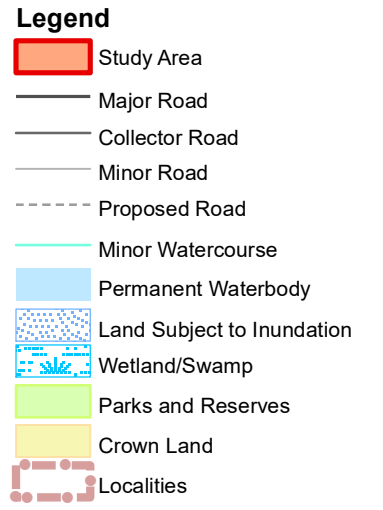 Legend
Study Area
Major Road
Collector Road
Minor Road
Proposed Road
Minor Watercourse
Permanent Waterbody
Land Subject to Inundation
Wetland/Swamp
Parks and Reserves
Crown Land
Localities